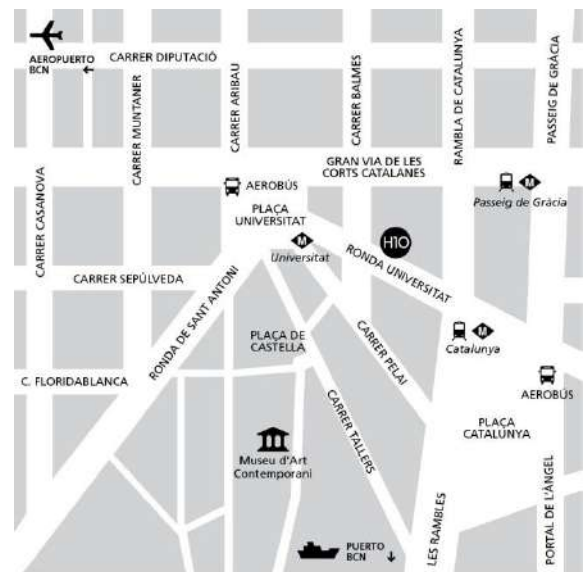 AEROPUERTO
BCN
CARRER DIPUTACIÓ
CARRER MUNTANER
CARRER ARIBAU
CARRER BALMES
RAMBLA DE CATALUNYA
PASSEIG DE GRÀCIA
CARRER CASANOVA
GRAN VIA DE LES
CORTS CATALANES
AEROBÚS
M
Passeig de Gràcia
PLAÇA
UNIVERSITAT
M
Universitat
H10
RONDA UNIVERSITAT
CARRER SEPÚLVEDA
RONDA DE SANT ANTONI
PLAÇA DE
CASTELLA
CARRER PELAI
M
Catalunya
C. FLORIDABLANCA
AEROBÚS
CARRER TALLERS
PLAÇA
CATALUNYA
Museu d'Art
Contemporani
LES RAMBLES
PORTAL DE L'ÀNGEL
PUERTO
BCN